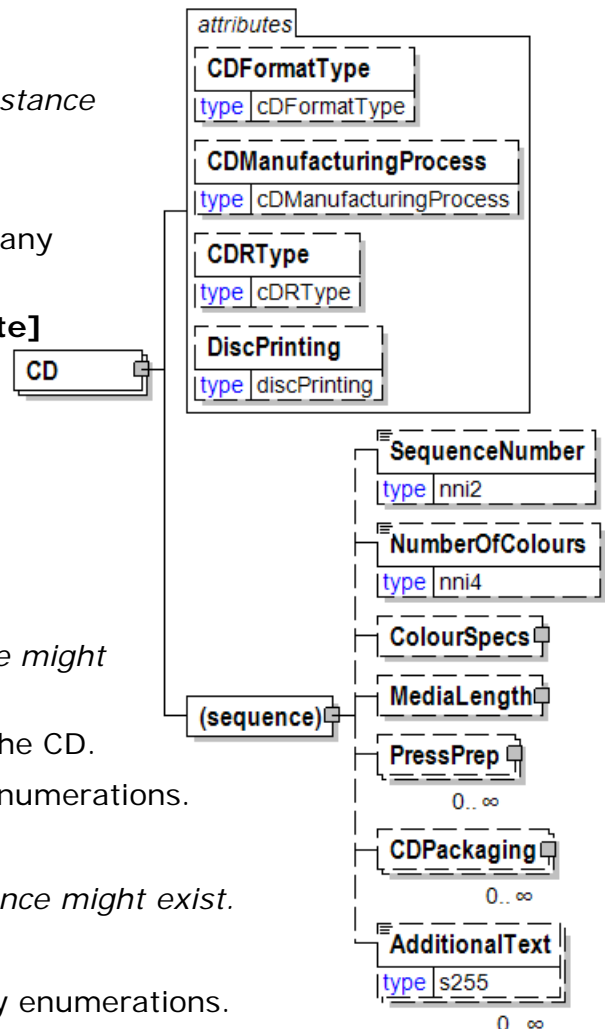 attributes
CDFormatType
type cDFormatType
stance
CDManufacturingProcess
type cDManufacturingProcess
any
CDRType
type cDRType
te]
DiscPrinting
type discPrinting
CD
SequenceNumber
type nni2
NumberOfColours
type nni4
ColourSpecs
e might
MediaLength
(sequence)
he CD.
PressPrep
numerations.
0.. ∞
CDPackaging
nce might exist.
0.. ∞
AdditionalText
type s255
y enumerations.
0.. ∞